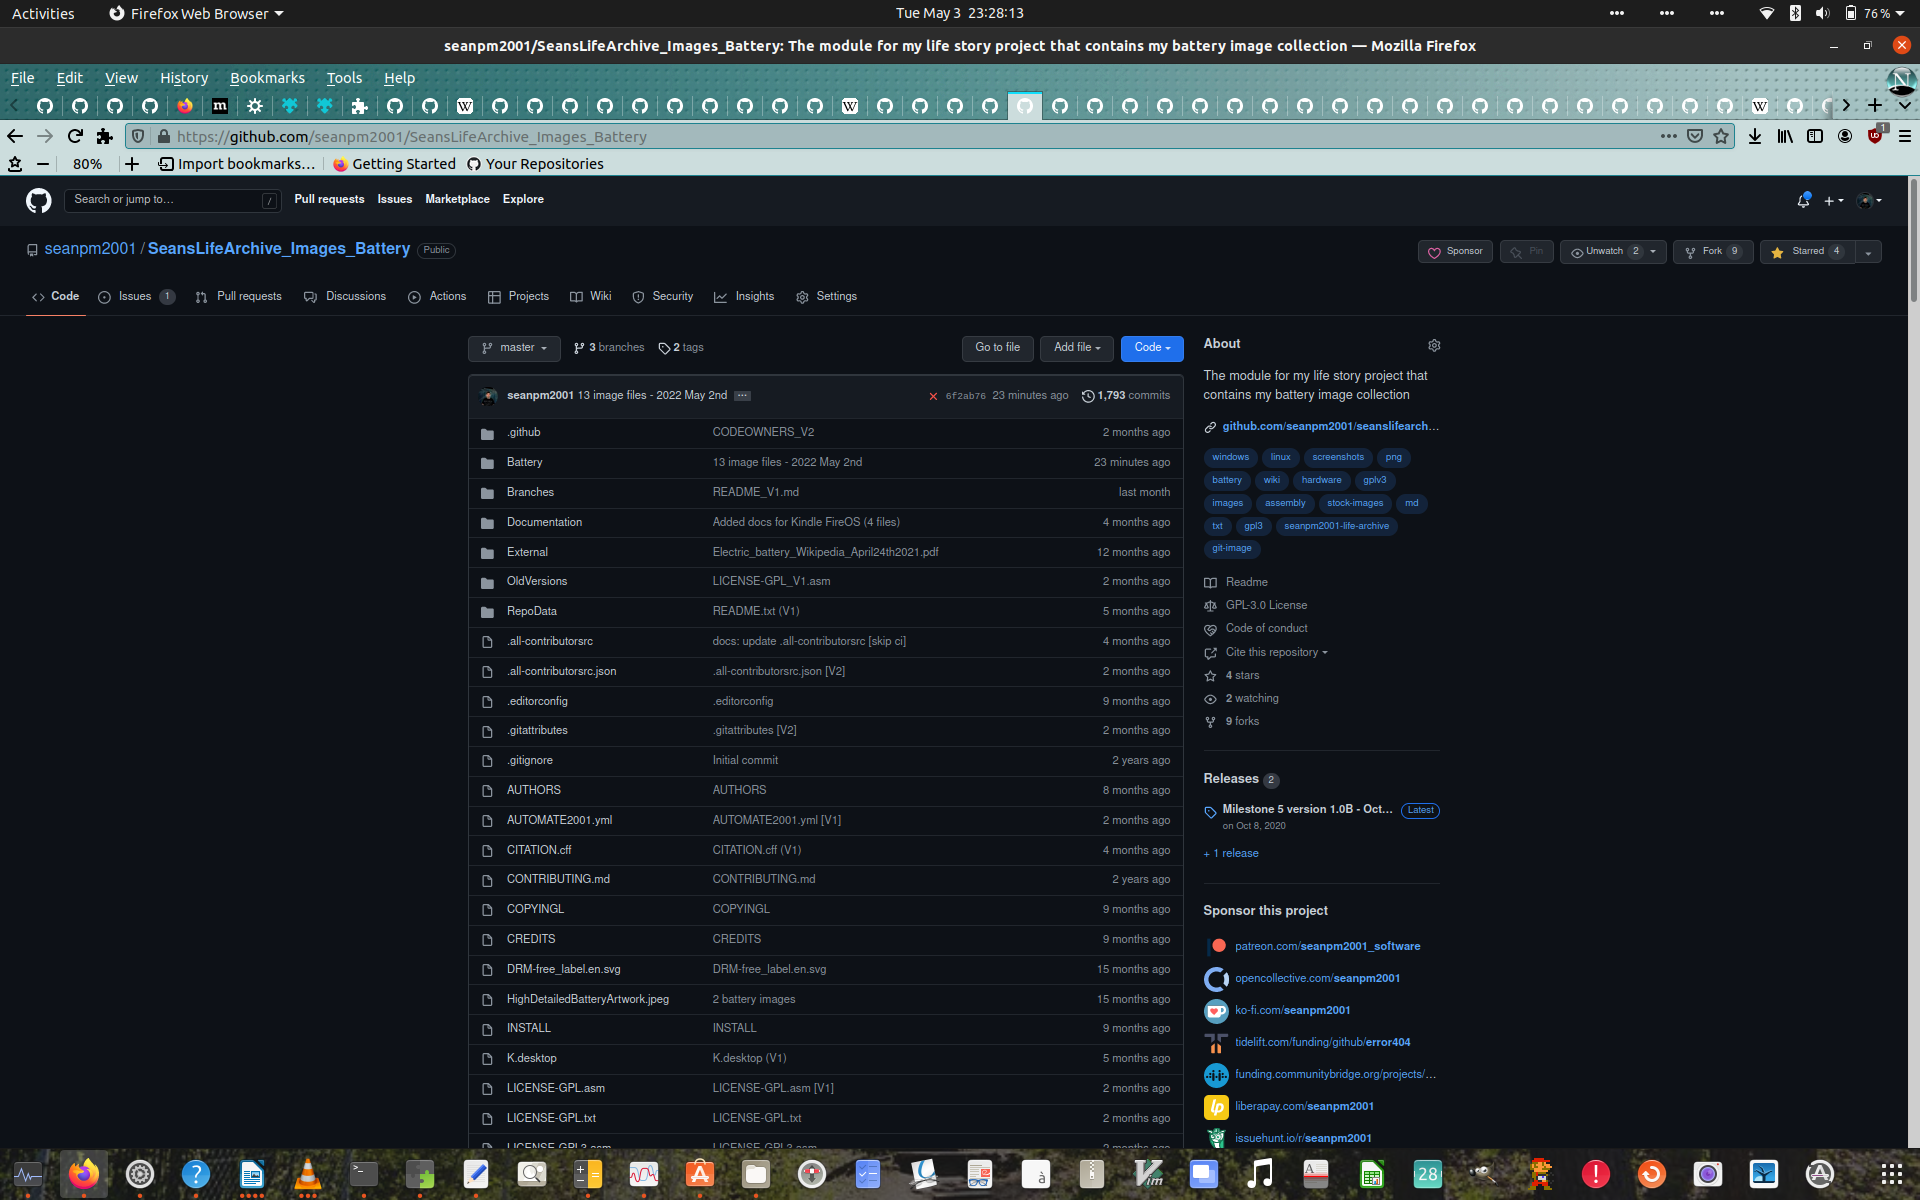 Activities Firefox Web Browser Tue May 3 23:28:13 76 %
seanpm2001/SeansLifeArchive_Images_Battery: The module for my life story project that contains my battery image collection — Mozilla Firefox
File Edit View History Bookmarks Tools Help
https://github.com/seanpm2001/SeansLifeArchive_Images_Battery 1
80% Import bookmarks… Getting Started Your Repositories
Search or jump to… / Pull requests Issues Marketplace Explore
seanpm2001 / SeansLifeArchive_Images_Battery Public Sponsor Pin Unwatch 2 Fork 9 Starred 4
Code Issues 1 Pull requests Discussions Actions Projects Wiki Security Insights Settings
master 3 branches 2 tags Go to file Add file Code
seanpm2001 13 image files - 2022 May 2nd 6f2ab76 23 minutes ago 1,793 commits
.github CODEOWNERS_V2 2 months ago
Battery 13 image files - 2022 May 2nd 23 minutes ago
Branches README_V1.md last month
Documentation Added docs for Kindle FireOS (4 files) 4 months ago
External Electric_battery_Wikipedia_April24th2021.pdf 12 months ago
OldVersions LICENSE-GPL_V1.asm 2 months ago
RepoData README.txt (V1) 5 months ago
.all-contributorsrc docs: update .all-contributorsrc [skip ci] 4 months ago
.all-contributorsrc.json .all-contributorsrc.json [V2] 2 months ago
.editorconfig .editorconfig 9 months ago
.gitattributes .gitattributes [V2] 2 months ago
.gitignore Initial commit 2 years ago
AUTHORS AUTHORS 8 months ago
AUTOMATE2001.yml AUTOMATE2001.yml [V1] 2 months ago
CITATION.cff CITATION.cff (V1) 4 months ago
CONTRIBUTING.md CONTRIBUTING.md 2 years ago
COPYINGL COPYINGL 9 months ago
CREDITS CREDITS 9 months ago
DRM-free_label.en.svg DRM-free_label.en.svg 15 months ago
HighDetailedBatteryArtwork.jpeg 2 battery images 15 months ago
INSTALL INSTALL 9 months ago
K.desktop K.desktop (V1) 5 months ago
LICENSE-GPL.asm LICENSE-GPL.asm [V1] 2 months ago
LICENSE-GPL.txt LICENSE-GPL.txt 2 months ago
About
The module for my life story project that
contains my battery image collection
github.com/seanpm2001/seanslifearch…
windows linux screenshots png
battery wiki hardware gplv3
images assembly stock-images md
txt gpl3 seanpm2001-life-archive
git-image
Readme
GPL-3.0 License
Code of conduct
Cite this repository
4 stars
2 watching
9 forks
Releases 2
Milestone 5 version 1.0B - Oct… Latest
on Oct 8, 2020
+ 1 release
Sponsor this project
patreon.com/seanpm2001_software
opencollective.com/seanpm2001
ko-fi.com/seanpm2001
tidelift.com/funding/github/error404
funding.communitybridge.org/projects/…
liberapay.com/seanpm2001
issuehunt.io/r/seanpm2001
28